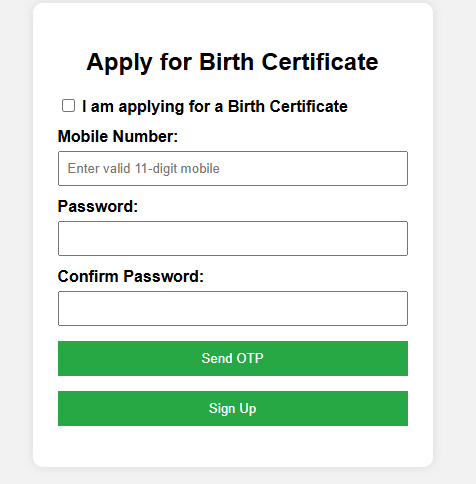 Apply for Birth Certificate
I am applying for a Birth Certificate
Mobile Number:
Enter valid 11-digit mobile
Password:
Confirm Password:
Send OTP
Sign Up